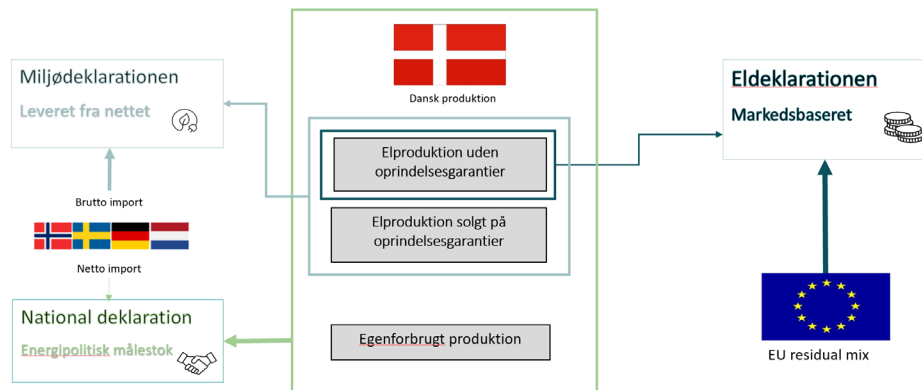 Miljødeklarationen
Leveret fra nettet
Brutto import
Netto import
National deklaration
Energipolitisk målestok
Dansk produktion
Elproduktion uden
oprindelsesgarantier
Elproduktion solgt på
oprindelsesgarantier
Egenforbrugt produktion
Eldeklarationen
Markedsbaseret
EU residual mix